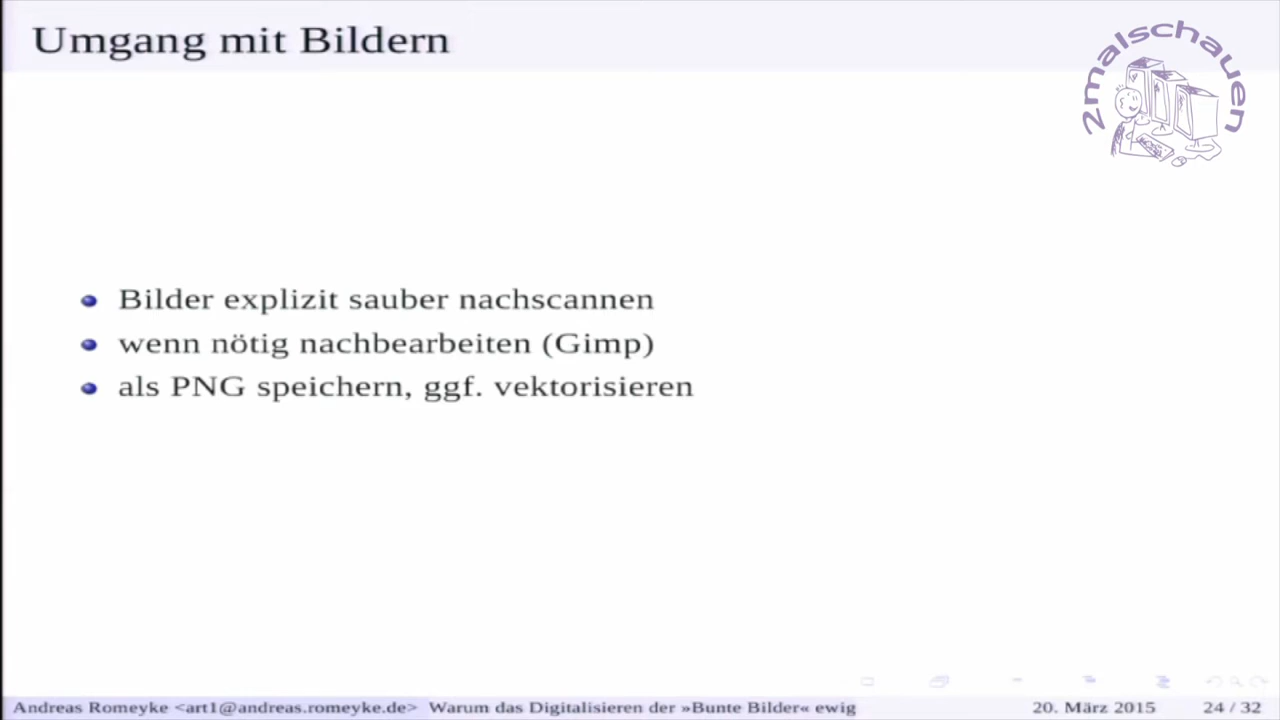 Umgang mit Bildern
2malschauen
Bilder explizit sauber nachscannen
wenn nötig nachbearbeiten (Gimp)
als PNG speichern, ggf. vektorisieren
Andreas Romeyke <art1@andreas.romeyke.de> Warum das Digitalisieren der »Bunte Bilder« ewig 20. März 2015 24 / 32